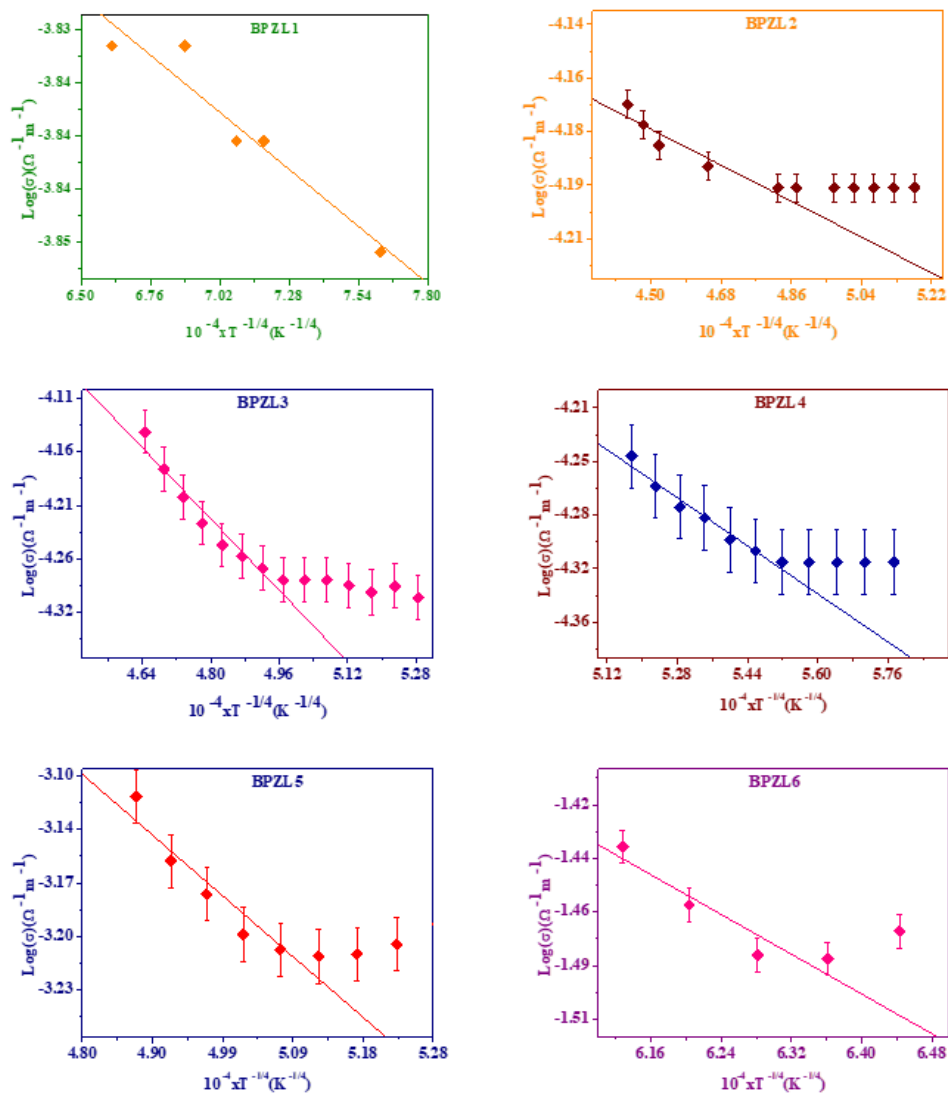 BPZL1
-3.83
-3.84
-3.84
-3.84
-3.85
Log(σ)(Ω⁻¹m⁻¹)
6.50 6.76 7.02 7.28 7.54 7.80
10⁻⁴xT⁻¹/⁴(K⁻¹/⁴)
BPZL2
-4.14
-4.16
-4.18
-4.19
-4.21
Log(σ)(Ω⁻¹m⁻¹)
4.50 4.68 4.86 5.04 5.22
10⁻⁴xT⁻¹/⁴(K⁻¹/⁴)
BPZL3
-4.11
-4.16
-4.21
-4.26
-4.32
Log(σ)(Ω⁻¹m⁻¹)
4.64 4.80 4.96 5.12 5.28
10⁻⁴xT⁻¹/⁴(K⁻¹/⁴)
BPZL4
-4.21
-4.25
-4.28
-4.32
-4.36
Log(σ)(Ω⁻¹m⁻¹)
5.12 5.28 5.44 5.60 5.76
10⁻⁴xT⁻¹/⁴(K⁻¹/⁴)
BPZL5
-3.10
-3.14
-3.17
-3.20
-3.23
Log(σ)(Ω⁻¹m⁻¹)
4.80 4.90 4.99 5.09 5.18 5.28
10⁻⁴xT⁻¹/⁴(K⁻¹/⁴)
BPZL6
-1.42
-1.44
-1.46
-1.49
-1.51
Log(σ)(Ω⁻¹m⁻¹)
6.16 6.24 6.32 6.40 6.48
10⁻⁴xT⁻¹/⁴(K⁻¹/⁴)